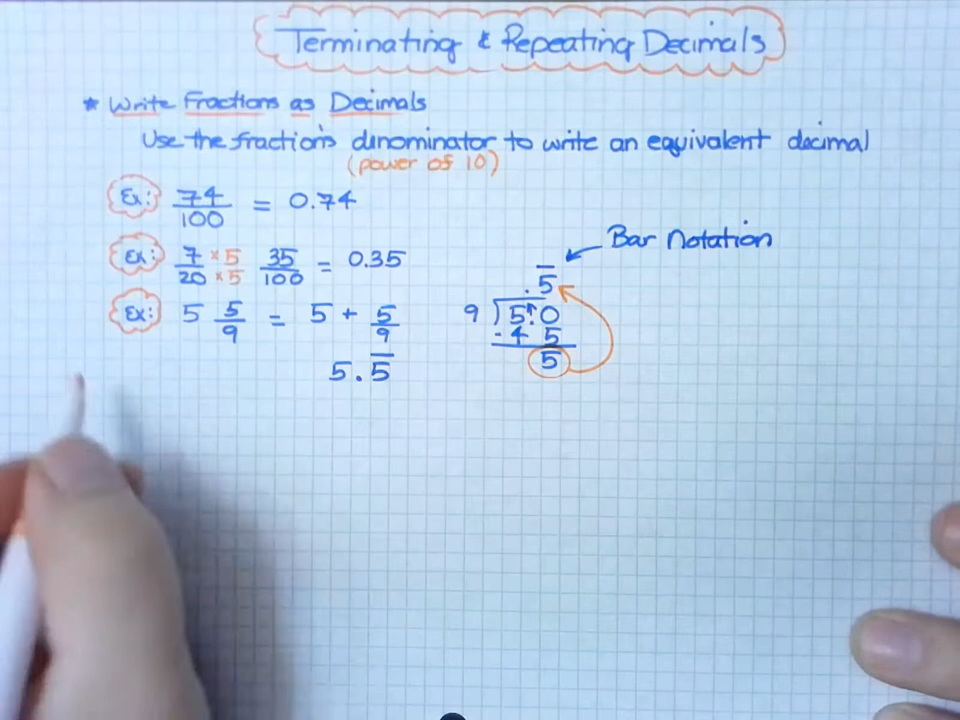 Terminating & Repeating Decimals
* Write Fractions as Decimals
Use the fraction's dinominator to write an equivalent decimal
(power of 10)
Ex: 74/100 = 0.74
Ex: 7/20 ×5/×5 35/100 = 0.35
Ex: 5 5/9 = 5 + 5/9
5.5̅
Bar Notation
.5̅
9 5.0
- 4 5
5